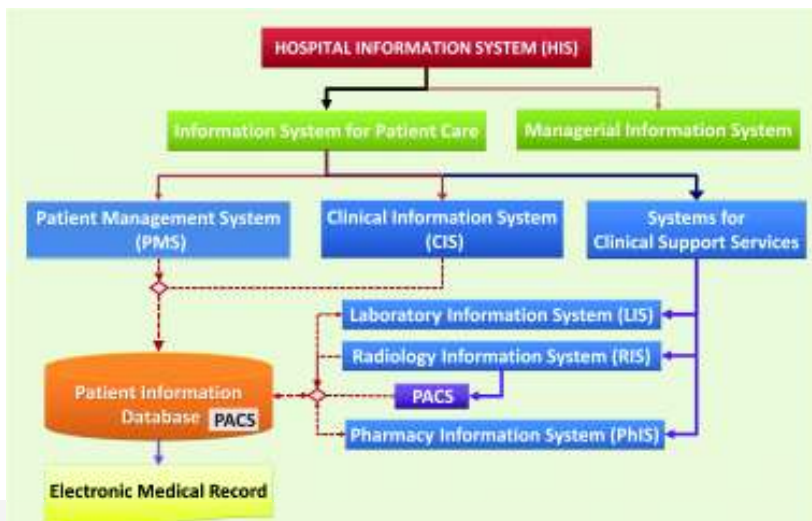 HOSPITAL INFORMATION SYSTEM (HIS)
Information System for Patient Care
Managerial Information System
Patient Management System
(PMS)
Clinical Information System
(CIS)
Systems for
Clinical Support Services
Laboratory Information System (LIS)
Radiology Information System (RIS)
PACS
Pharmacy Information System (PhIS)
Patient Information
Database
PACS
Electronic Medical Record